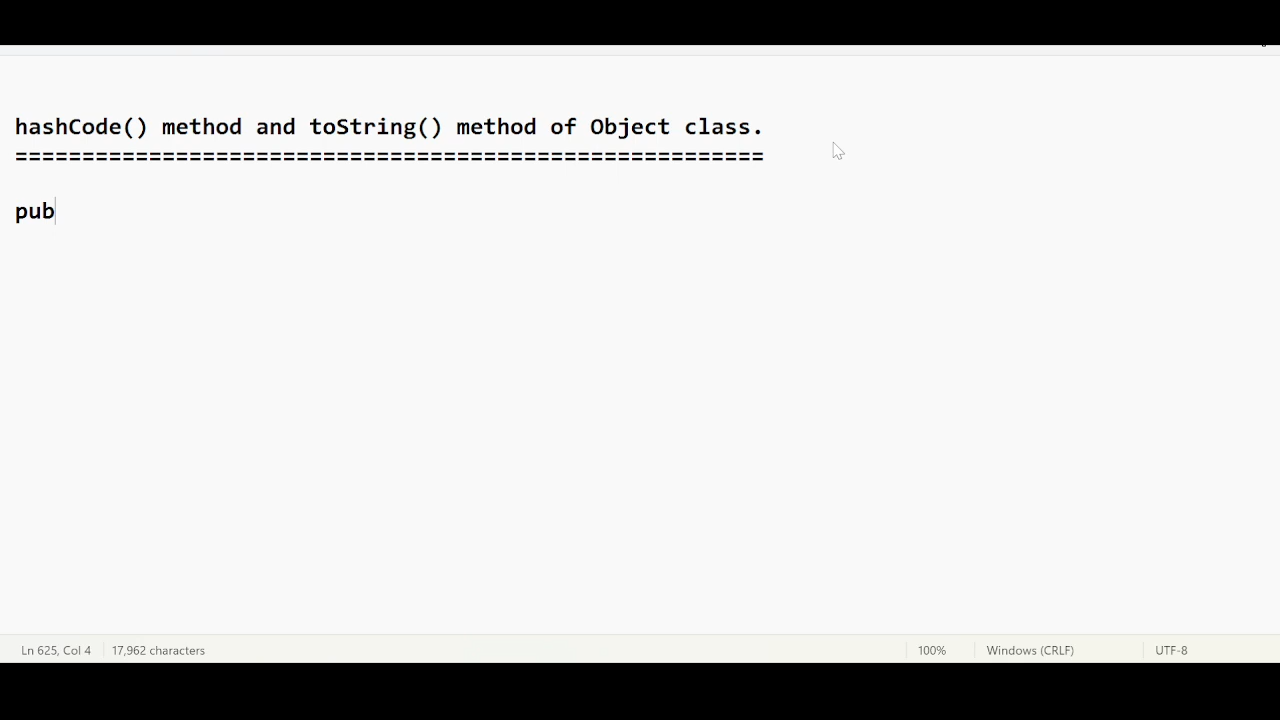 hashCode() method and toString() method of Object class.
========================================================
pub
Ln 625, Col 4 17,962 characters 100% Windows (CRLF) UTF-8